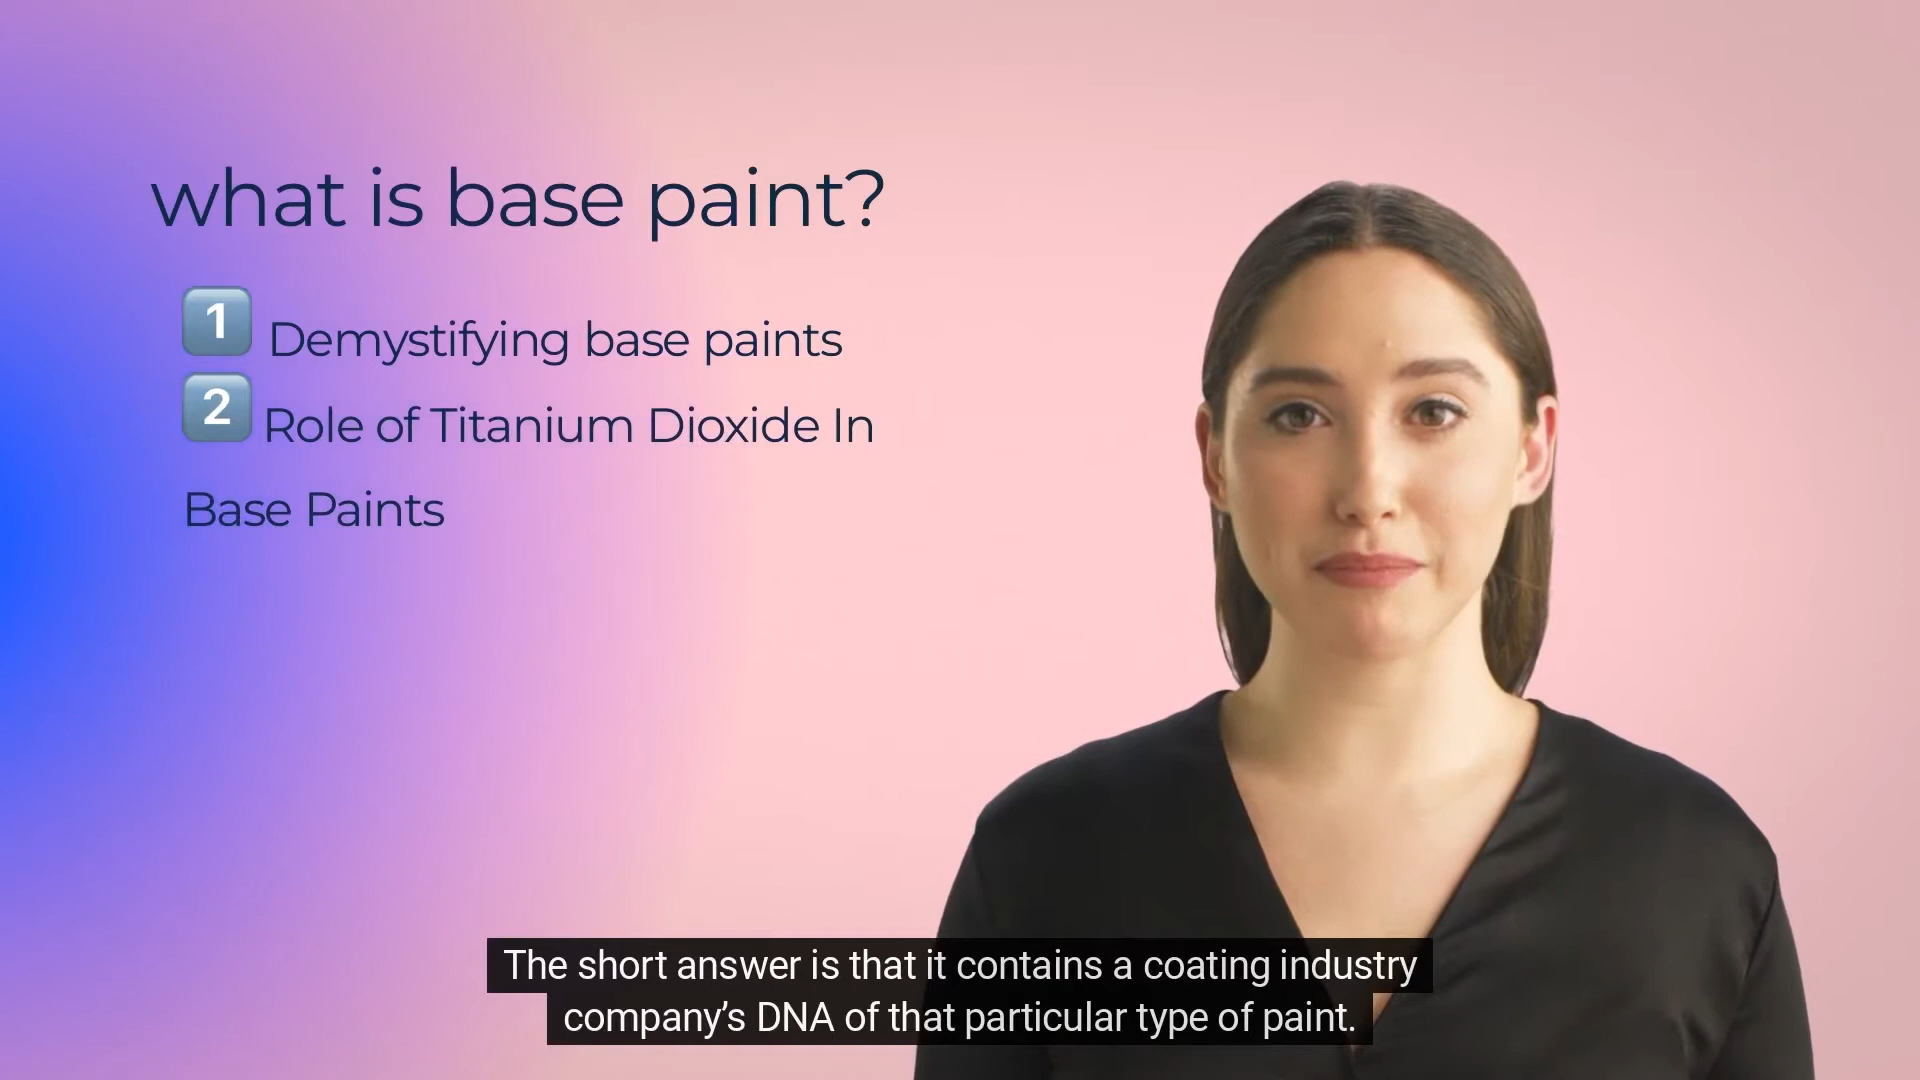 what is base paint?
1 Demystifying base paints
2 Role of Titanium Dioxide In
Base Paints
The short answer is that it contains a coating industry
company’s DNA of that particular type of paint.